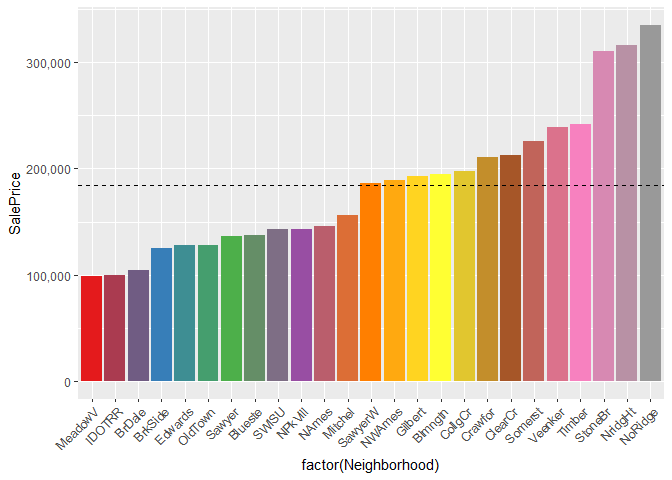 SalePrice
300,000
200,000
100,000
0
MeadowV
IDOTRR
BrDale
BrkSide
Edwards
OldTown
Sawyer
Blueste
SWISU
NPkVill
NAmes
Mitchel
SawyerW
NWAmes
Gilbert
Blmngtn
CollgCr
Crawfor
ClearCr
Somerst
Veenker
Timber
StoneBr
NridgHt
NoRidge
factor(Neighborhood)